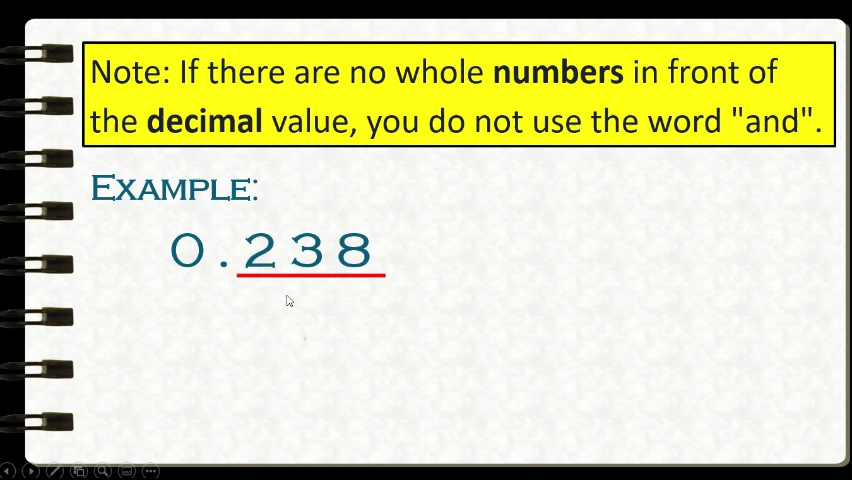 Note: If there are no whole numbers in front of
the decimal value, you do not use the word "and".
Example:
0.238